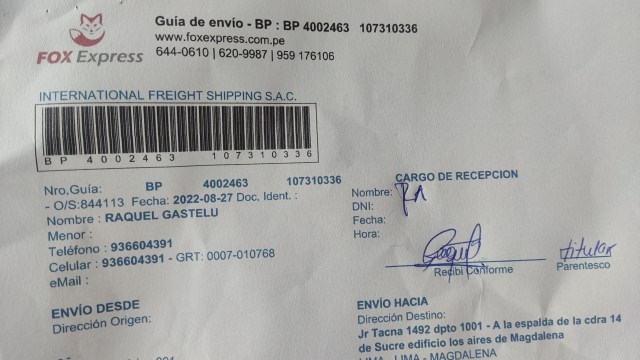 FOX Express
Guía de envío - BP : BP 4002463 107310336
www.foxexpress.com.pe
644-0610 | 620-9987 | 959 176106
INTERNATIONAL FREIGHT SHIPPING S.A.C.
BP 4002463 107310336
Nro.Guía: BP 4002463 107310336
- O/S:844113 Fecha: 2022-08-27 Doc. Ident. :
Nombre : RAQUEL GASTELU
Menor :
Teléfono : 936604391
Celular : 936604391 - GRT: 0007-010768
eMail :
ENVÍO DESDE
Dirección Origen:
CARGO DE RECEPCION
Nombre:
DNI:
Fecha:
Hora:
titular
Recibi Conforme
Parentesco
ENVÍO HACIA
Dirección Destino:
Jr Tacna 1492 dpto 1001 - A la espalda de la cdra 14
de Sucre edificio los aires de Magdalena
LIMA - LIMA - MAGDALENA